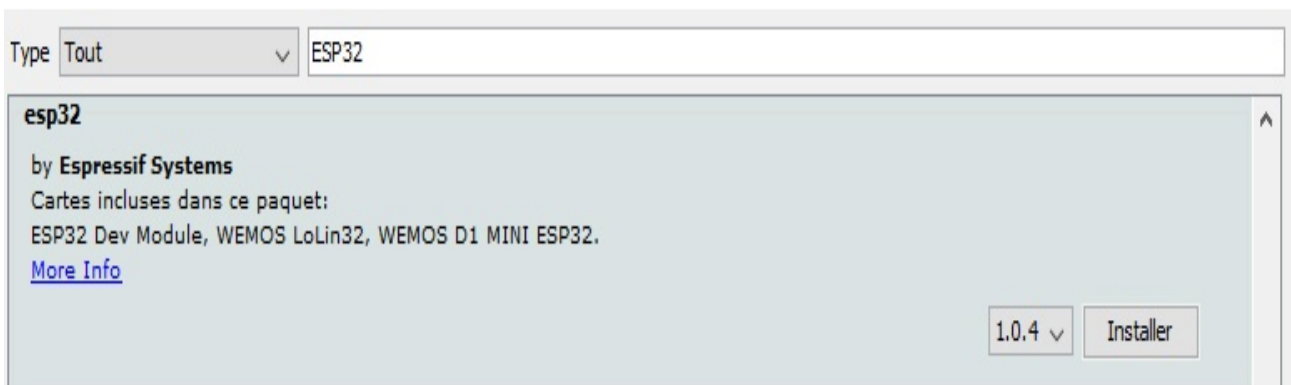 Type Tout ESP32
esp32
by Espressif Systems
Cartes incluses dans ce paquet:
ESP32 Dev Module, WEMOS LoLin32, WEMOS D1 MINI ESP32.
More Info
1.0.4 Installer